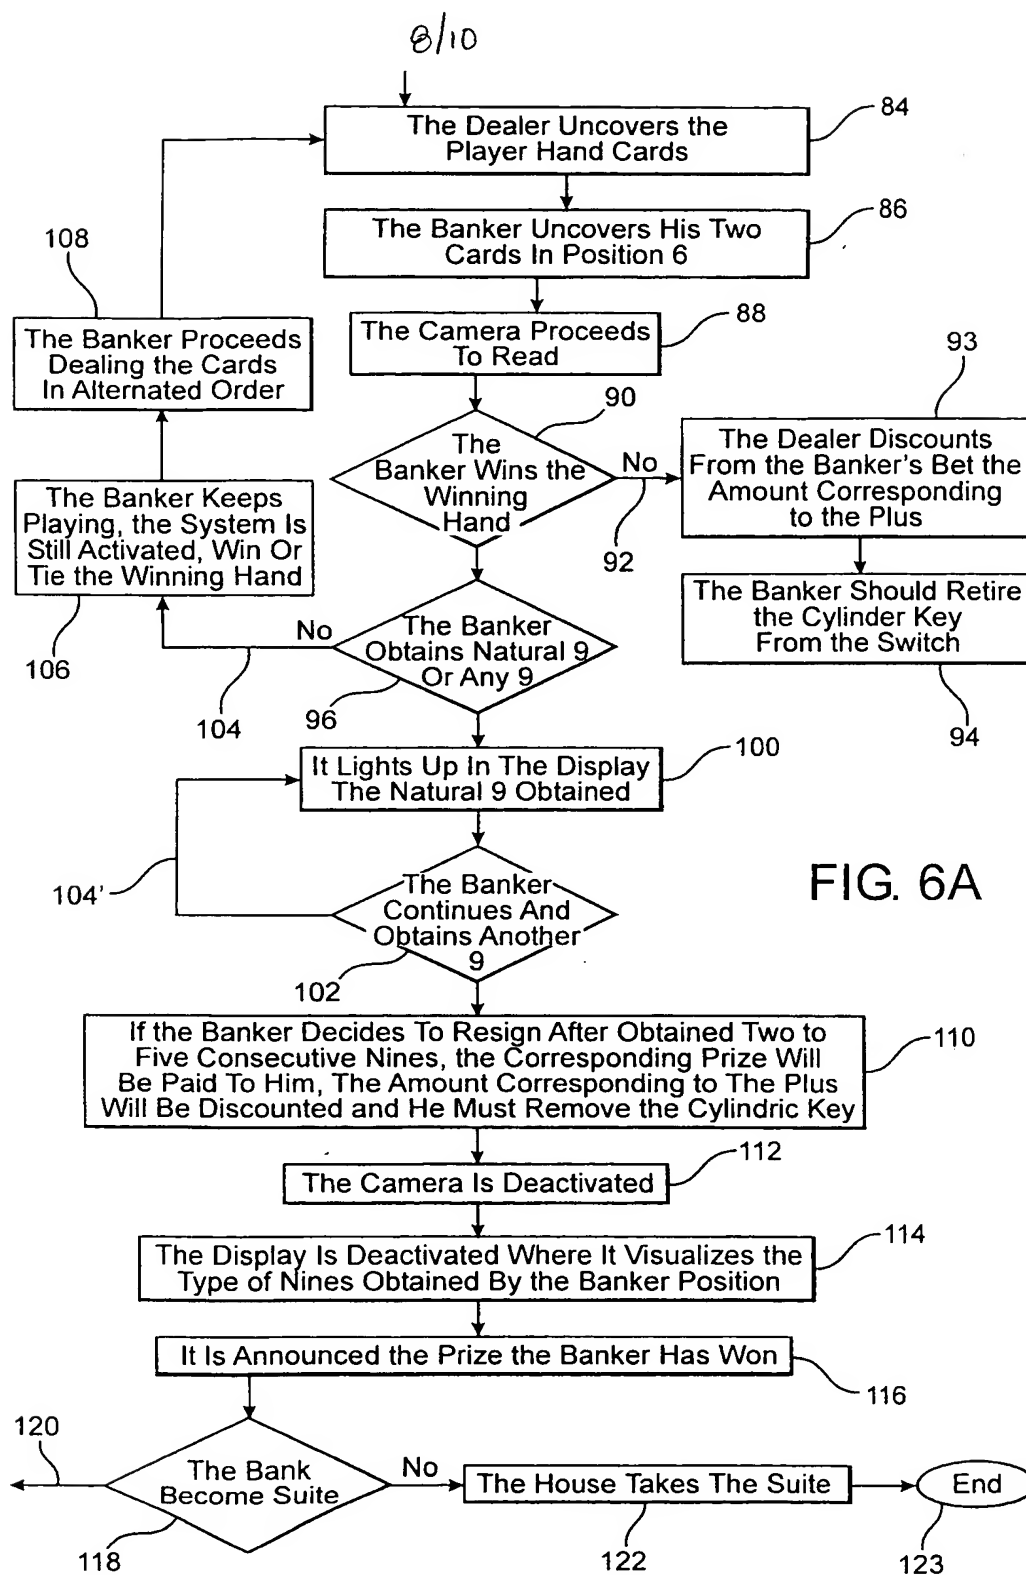 8/10
The Dealer Uncovers the
Player Hand Cards
84
The Banker Uncovers His Two
Cards In Position 6
86
108
The Banker Proceeds
Dealing the Cards
In Alternated Order
The Camera Proceeds
To Read
88
90
The
Banker Wins the
Winning
Hand
No
92
93
The Dealer Discounts
From the Banker's Bet the
Amount Corresponding
to the Plus
The Banker Keeps
Playing, the System Is
Still Activated, Win Or
Tie the Winning Hand
106
No
104
The Banker
Obtains Natural 9
Or Any 9
96
The Banker Should Retire
the Cylinder Key
From the Switch
94
It Lights Up In The Display
The Natural 9 Obtained
100
104'
The Banker
Continues And
Obtains Another
9
102
FIG. 6A
If the Banker Decides To Resign After Obtained Two to
Five Consecutive Nines, the Corresponding Prize Will
Be Paid To Him, The Amount Corresponding to The Plus
Will Be Discounted and He Must Remove the Cylindric Key
110
The Camera Is Deactivated
112
The Display Is Deactivated Where It Visualizes the
Type of Nines Obtained By the Banker Position
114
It Is Announced the Prize the Banker Has Won
116
120
The Bank
Become Suite
118
No
The House Takes The Suite
122
End
123